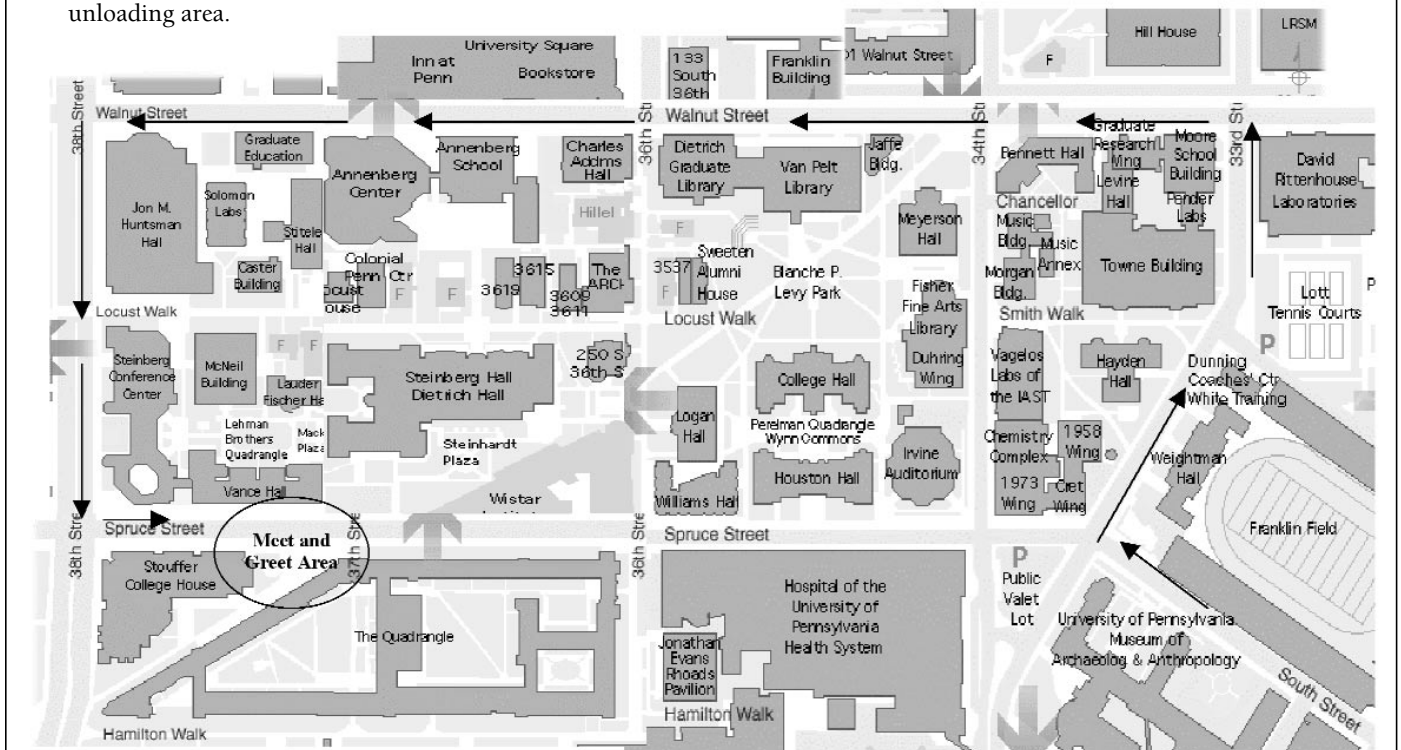 unloading area.
University Square
Inn at
Penn
Bookstore
133
South
36th
Franklin
Building
01 Walnut Street
F
Hill House
LRSM
38th Street
Walnut Street
36th St
Walnut Street
34th St
33rd St
Graduate
Education
Annenberg
Center
Annenberg
School
Charles
Addims
Hall
Dietrich
Graduate
Library
Van Pelt
Library
Jaffe
Bldg.
Bennett Hall
Graduate
Research
Wing
Moore
School
Building
Levine
Hall
Pender
Labs
David
Rittenhouse
Laboratories
Jon M.
Huntsman
Hall
Solomon
Labs
Stitele
Hall
Hillel
F
Meyerson
Hall
Chancellor
Music
Bldg.
Music
Annex
Caster
Building
Colonial
Penn Ctr
ocust
ouse
F
F
3619
3615
3609
3611
The
ARCH
3537
F
Sweeten
Alumni
House
Blanche P.
Levy Park
Fisher
Fine Arts
Library
Morgan
Bldg.
Towne Building
Lott
Tennis Courts
P
Locust Walk
Locust Walk
Smith Walk
Steinberg
Conference
Center
McNeil
Building
F
F
Lauder
Fischer Ha
Steinberg Hall
Dietrich Hall
250 S
36th S
College Hall
Duhring
Wing
Vagelos
Labs of
the IAST
Hayden
Hall
P
Dunning
Coaches' Ctr
White Training
Lehman
Brothers
Quadrangle
Mack
Plaza
Steinhardt
Plaza
Logan
Hall
Perelman Quadrangle
Wynn Commons
Irvine
Auditorium
Chemistry
Complex
1958
Wing
Weightman
Hall
Vance Hall
Wistar
Williams Hall
Houston Hall
1973
Wing
Cret
Wing
Franklin Field
Spruce Street
Meet and
Greet Area
Spruce Street
38th Stre
37th Stre
36th St
34th St
Stouffer
College House
The Quadrangle
Hospital of the
University of
Pennsylvania
Health System
P
Public
Valet
Lot
University of Pennsylvania
Museum of
Archaeolog & Anthropology
Jonathan
Evans
Rhoads
Pavilion
South Street
Hamilton Walk
Hamilton Walk